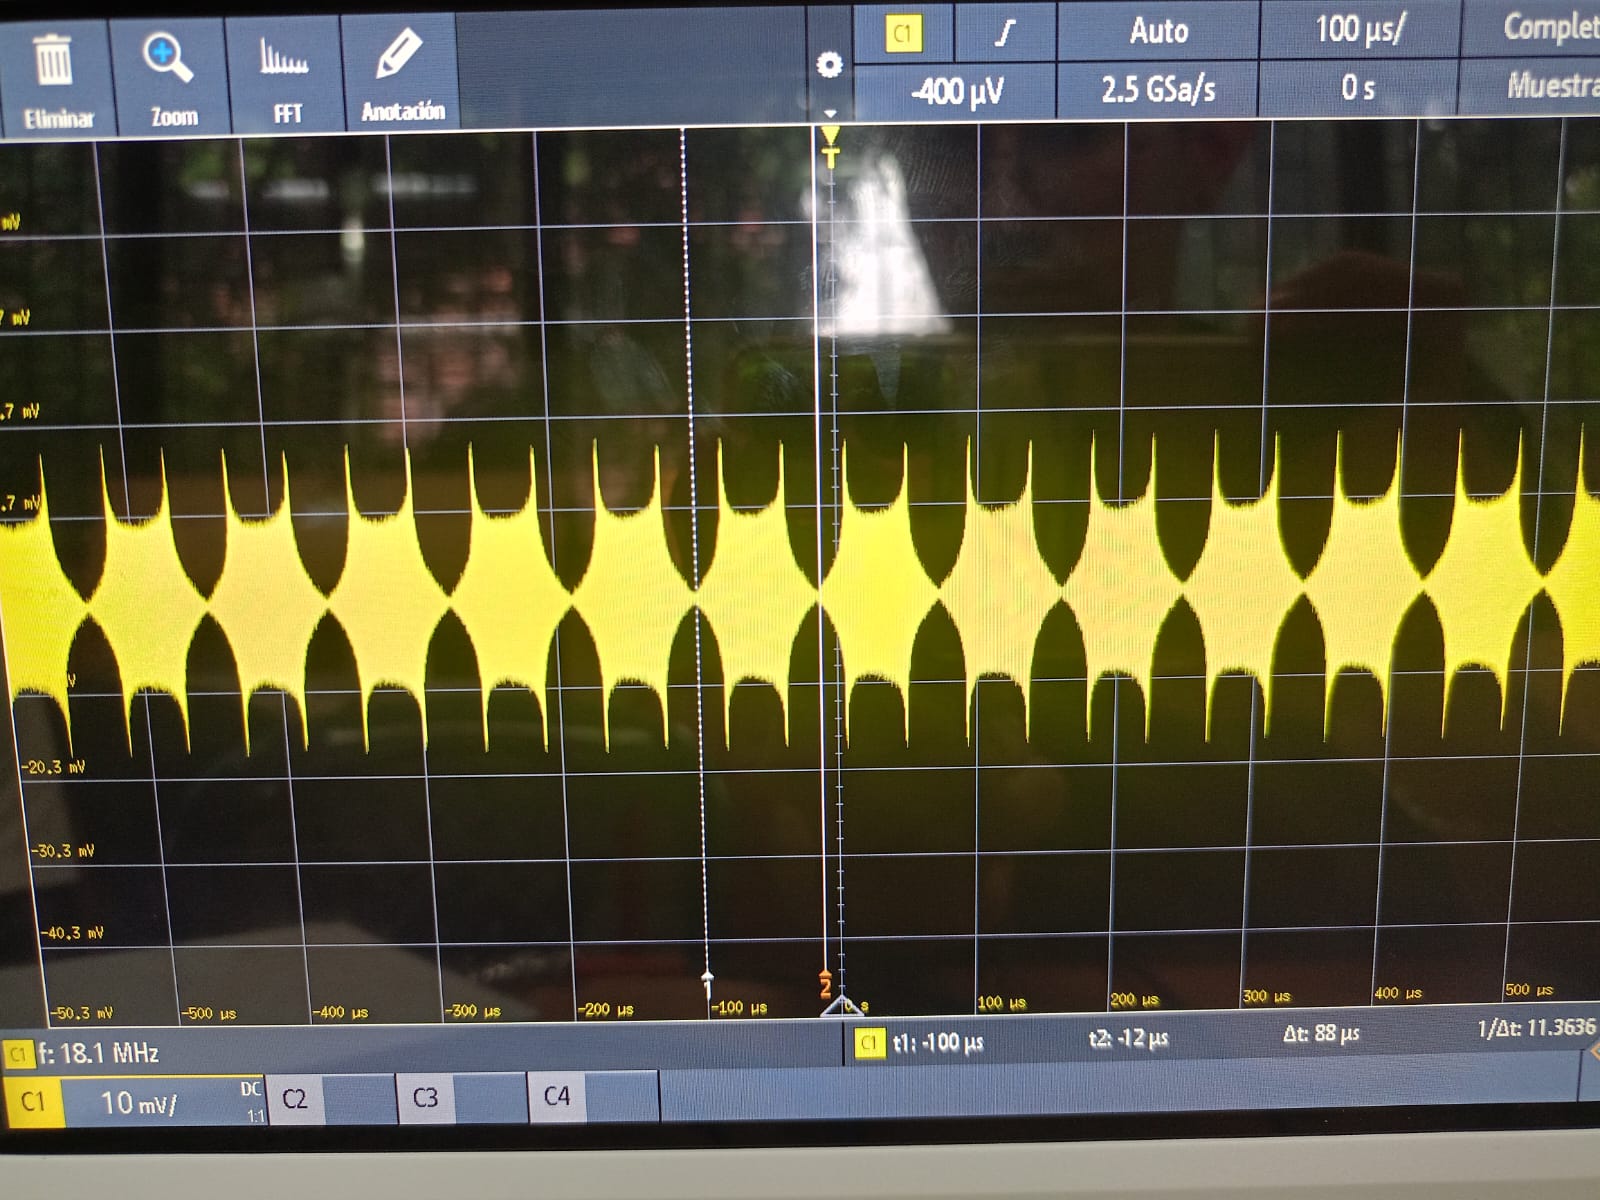 C1
Auto
100 µs/
Complet
Eliminar
Zoom
FFT
Anotación
-400 µV
2.5 GSa/s
0 s
Muestra
T
mV
7 mV
.7 mV
.7 mV
V
-20.3 mV
-30.3 mV
-40.3 mV
-50.3 mV
-500 µs
-400 µs
-300 µs
-200 µs
-100 µs
1
2
0 s
100 µs
200 µs
300 µs
400 µs
500 µs
C1 f: 18.1 MHz
C1 t1: -100 µs
t2: -12 µs
Δt: 88 µs
1/Δt: 11.3636
C1
10 mV/
DC
1:1
C2
C3
C4